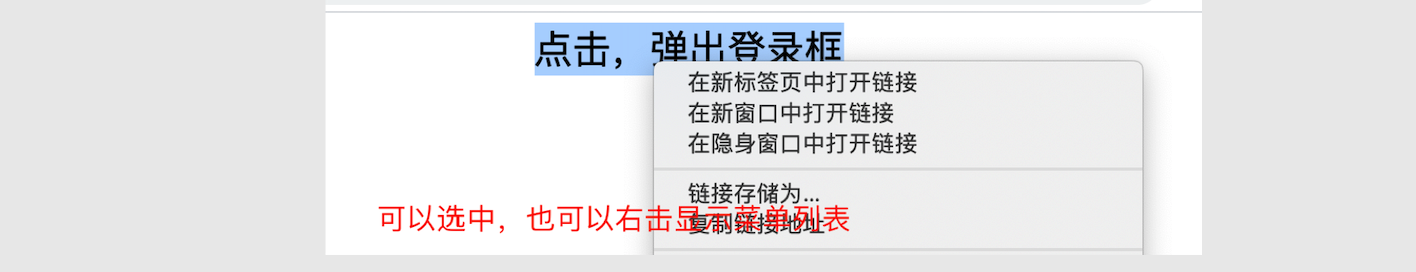 点击，弹出登录框
在新标签页中打开链接
在新窗口中打开链接
在隐身窗口中打开链接
链接存储为...
可以选中，也可以右击显示菜单列表
复制链接地址